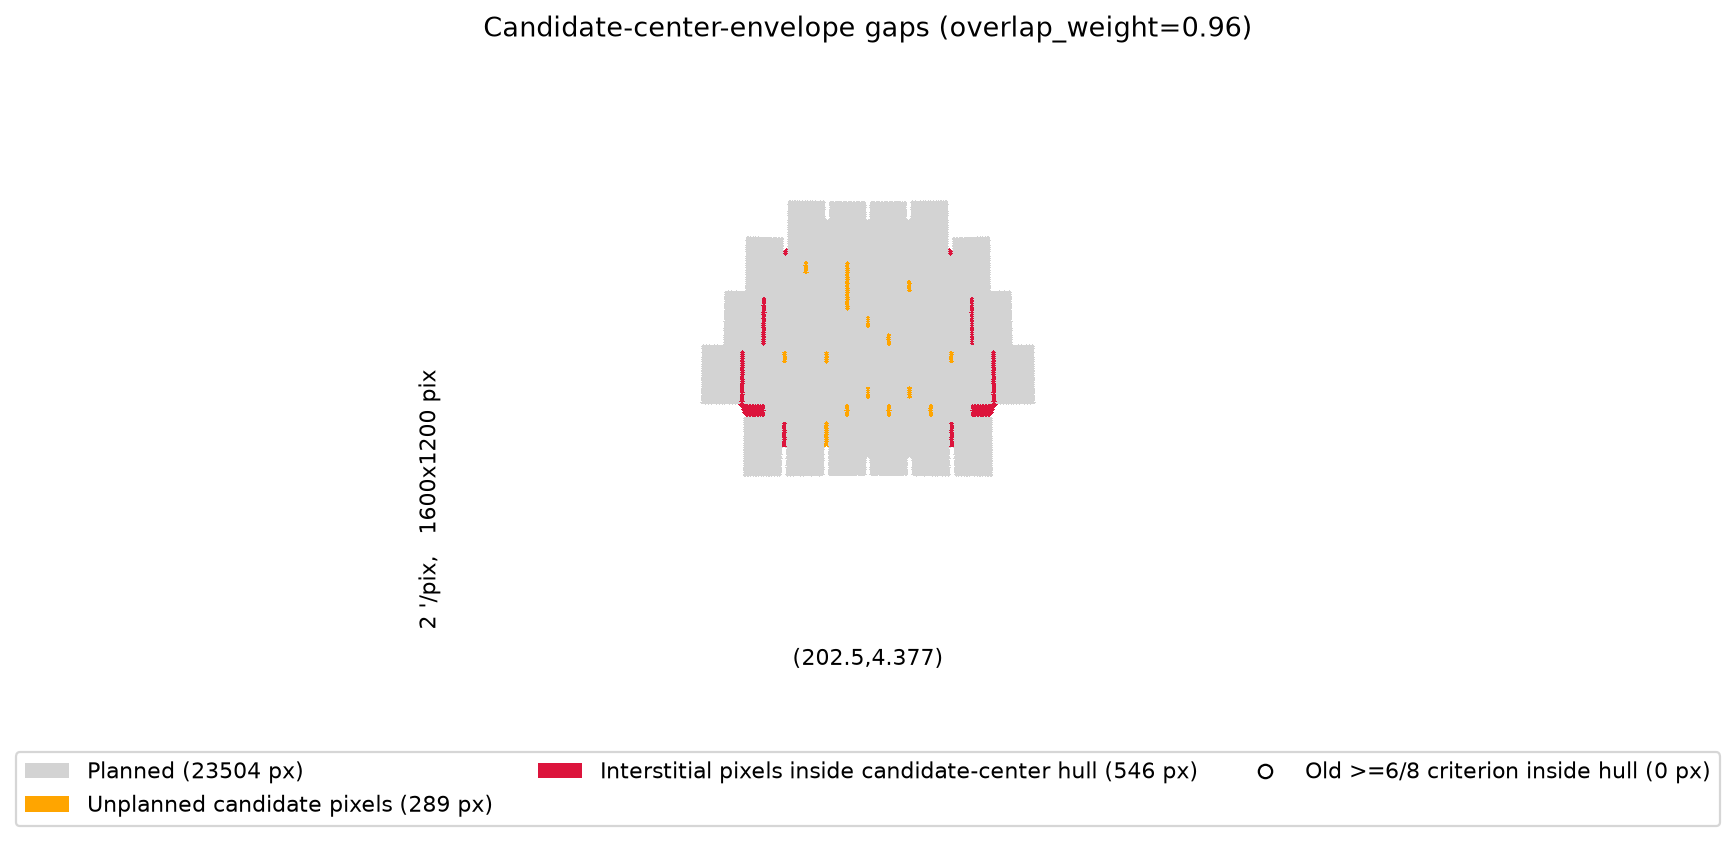 Candidate-center-envelope gaps (overlap_weight=0.96)
2 '/pix,   1600x1200 pix
(202.5,4.377)
Planned (23504 px)
Unplanned candidate pixels (289 px)
Interstitial pixels inside candidate-center hull (546 px)
Old >=6/8 criterion inside hull (0 px)